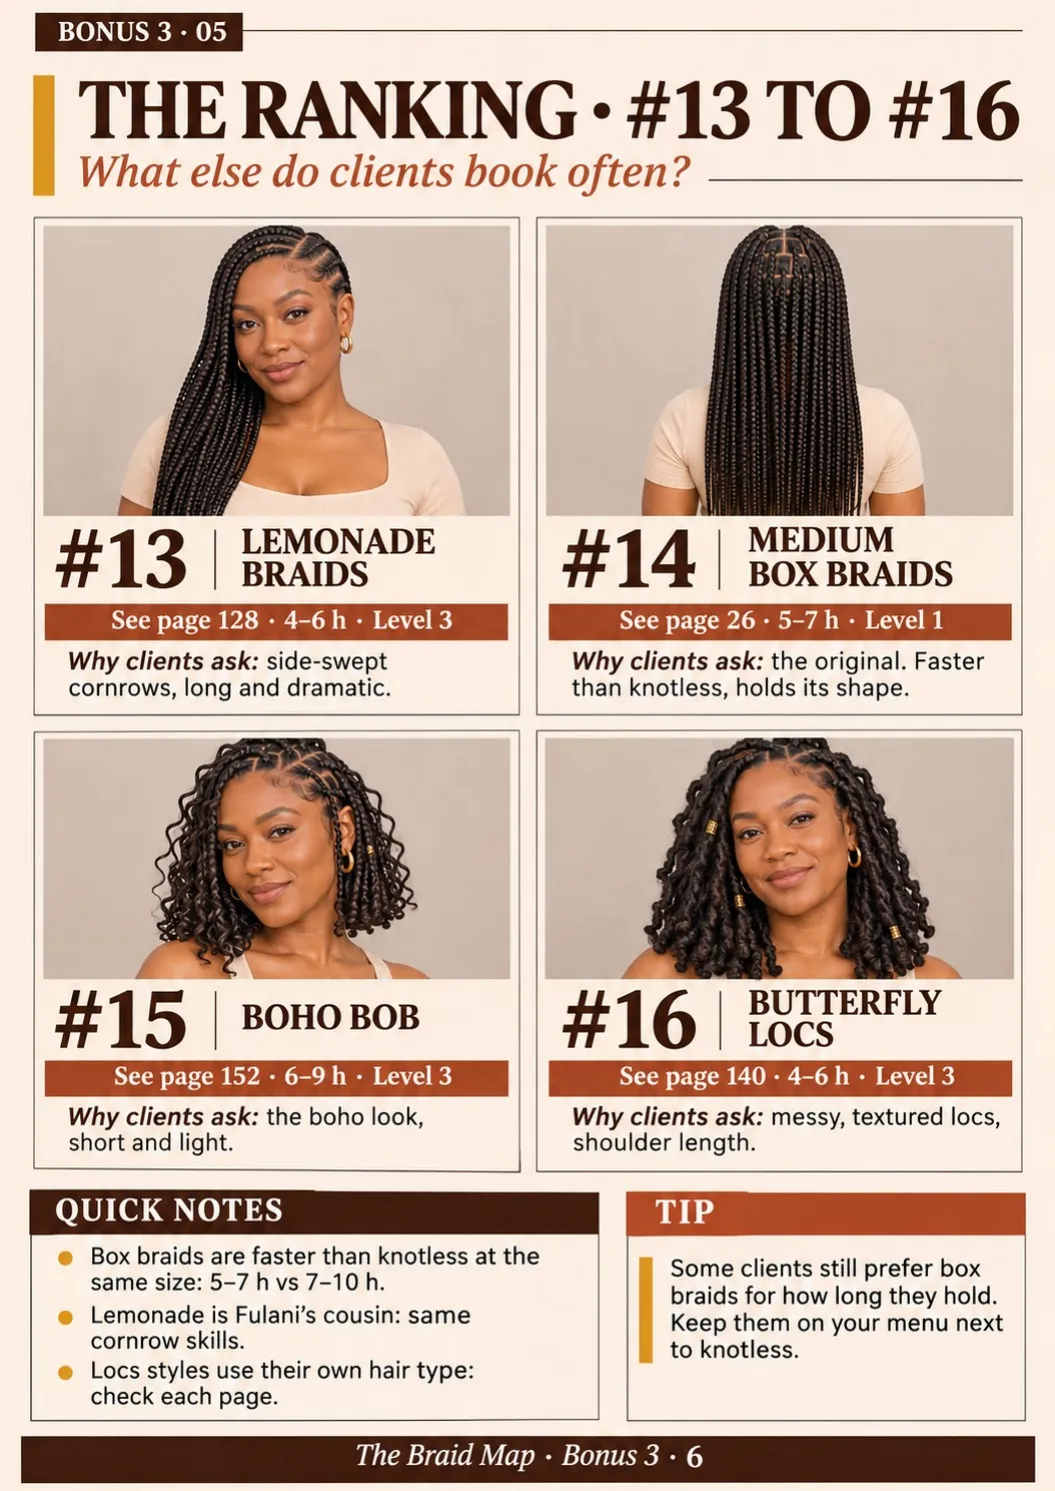 BONUS 3 · 05
THE RANKING • #13 TO #16
What else do clients book often?
#13
LEMONADE
BRAIDS
See page 128 · 4–6 h · Level 3
Why clients ask: side-swept
cornrows, long and dramatic.
#14
MEDIUM
BOX BRAIDS
See page 26 · 5–7 h · Level 1
Why clients ask: the original. Faster
than knotless, holds its shape.
#15
BOHO BOB
See page 152 · 6–9 h · Level 3
Why clients ask: the boho look,
short and light.
#16
BUTTERFLY
LOCS
See page 140 · 4–6 h · Level 3
Why clients ask: messy, textured locs,
shoulder length.
QUICK NOTES
Box braids are faster than knotless at the
same size: 5–7 h vs 7–10 h.
Lemonade is Fulani’s cousin: same
cornrow skills.
Locs styles use their own hair type:
check each page.
TIP
Some clients still prefer box
braids for how long they hold.
Keep them on your menu next
to knotless.
The Braid Map · Bonus 3 · 6